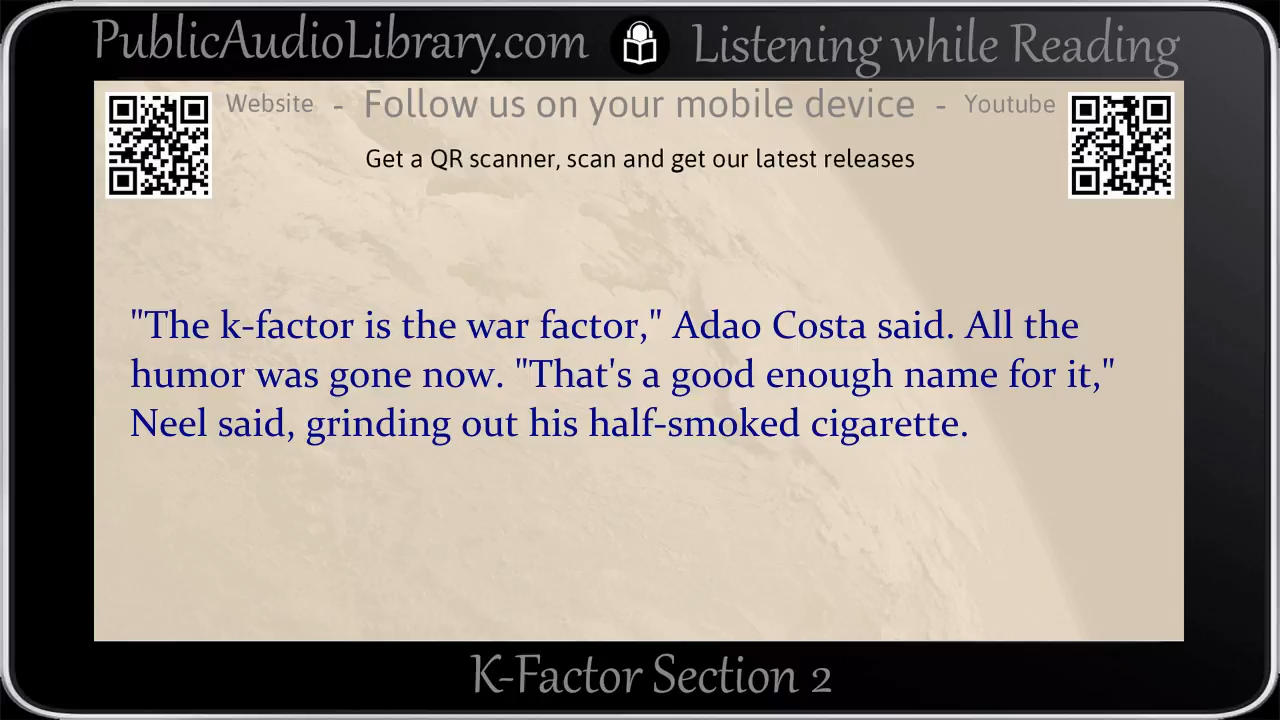 PublicAudioLibrary.com Listening while Reading
Website - Follow us on your mobile device - Youtube
Get a QR scanner, scan and get our latest releases
"The k-factor is the war factor," Adao Costa said. All the
humor was gone now. "That's a good enough name for it,"
Neel said, grinding out his half-smoked cigarette.
K-Factor Section 2